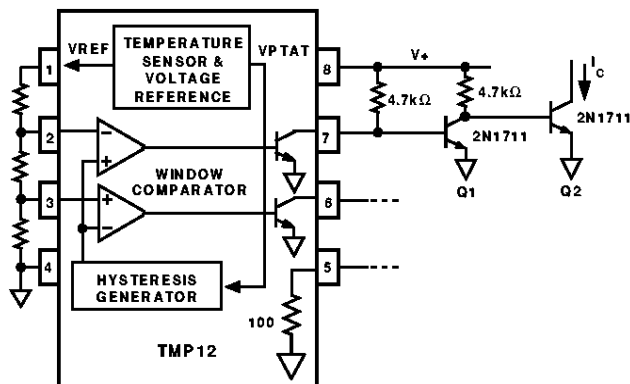 VREF
TEMPERATURE
SENSOR &
VOLTAGE
REFERENCE
VPTAT
1
8
V+
IC
4.7kΩ
4.7kΩ
2N1711
2
−
+
7
2N1711
Q1
Q2
WINDOW
COMPARATOR
3
+
−
6
4
5
HYSTERESIS
GENERATOR
100
TMP12